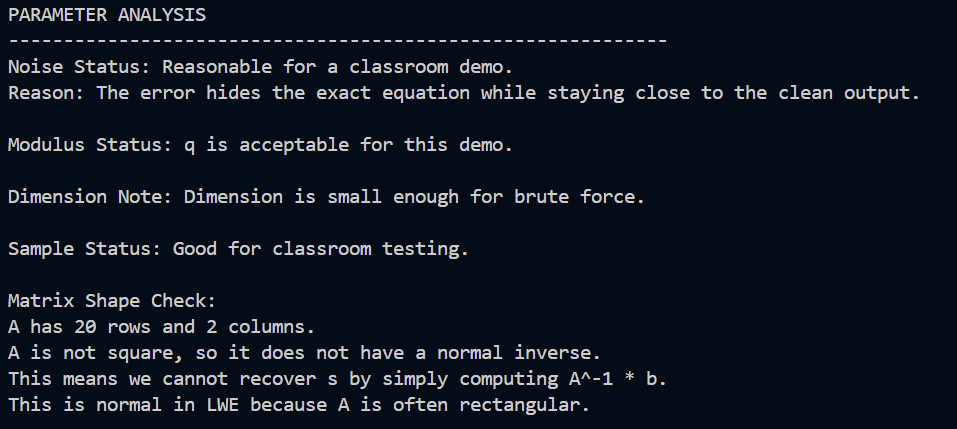 PARAMETER ANALYSIS
------------------------------------------------------------
Noise Status: Reasonable for a classroom demo.
Reason: The error hides the exact equation while staying close to the clean output.
Modulus Status: q is acceptable for this demo.
Dimension Note: Dimension is small enough for brute force.
Sample Status: Good for classroom testing.
Matrix Shape Check:
A has 20 rows and 2 columns.
A is not square, so it does not have a normal inverse.
This means we cannot recover s by simply computing A^-1 * b.
This is normal in LWE because A is often rectangular.